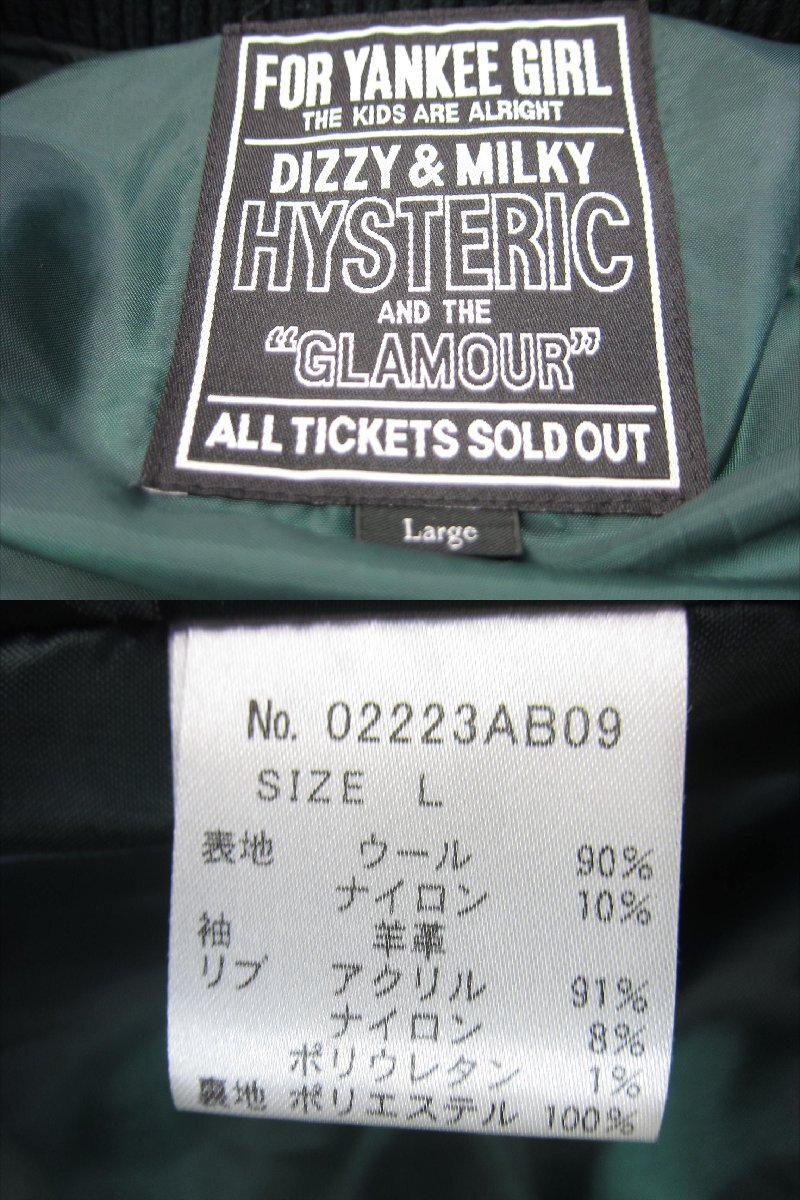 FOR YANKEE GIRL
THE KIDS ARE ALRIGHT
DIZZY & MILKY
HYSTERIC
AND THE
“GLAMOUR”
ALL TICKETS SOLD OUT
Large
No. 02223AB09
SIZE L
表地 ウール 90%
ナイロン 10%
袖 羊革
リブ アクリル 91%
ナイロン 8%
ポリウレタン 1%
裏地 ポリエステル 100%